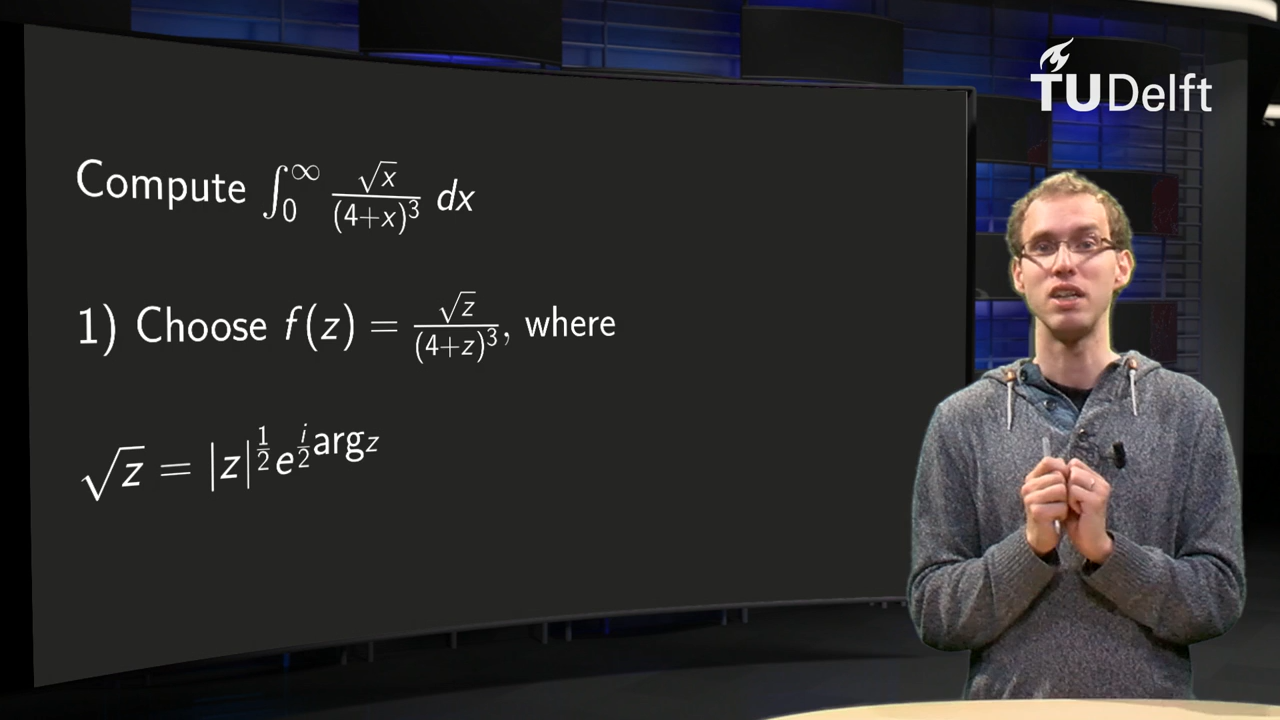 TUDelft
Compute ∫₀^∞ √x/(4+x)³ dx
1) Choose f(z) = √z/(4+z)³, where
√z = |z|^{1/2} e^{i/2 arg z}